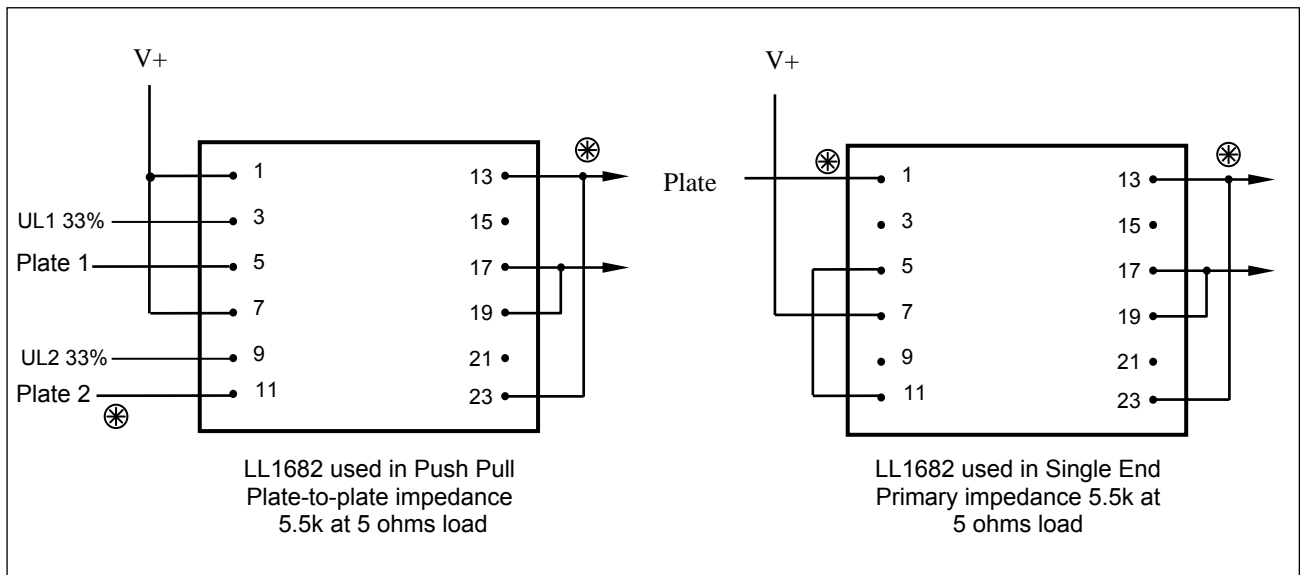 V+
1
UL1 33%
3
Plate 1
5
7
UL2 33%
9
Plate 2
11
13
15
17
19
21
23
LL1682 used in Push Pull
Plate-to-plate impedance
5.5k at 5 ohms load
V+
Plate
1
3
5
7
9
11
13
15
17
19
21
23
LL1682 used in Single End
Primary impedance 5.5k at
5 ohms load